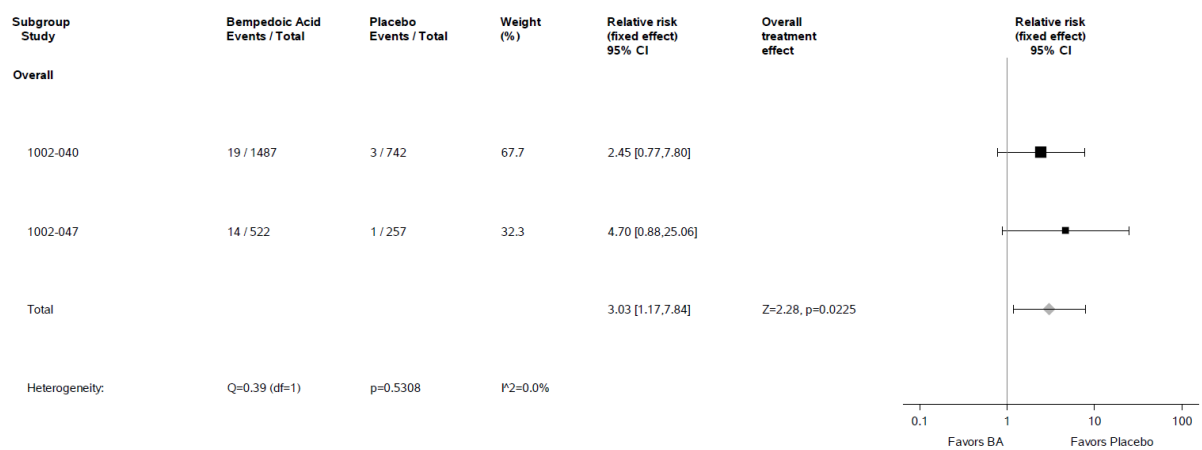 Subgroup Bempedoic Acid Placebo Weight Relative risk Overall Relative risk
Study Events / Total Events / Total (%) (fixed effect) treatment (fixed effect)
95% CI effect 95% CI
Overall
1002-040 19 / 1487 3 / 742 67.7 2.45 [0.77,7.80]
1002-047 14 / 522 1 / 257 32.3 4.70 [0.88,25.06]
Total 3.03 [1.17,7.84] Z=2.28, p=0.0225
Heterogeneity: Q=0.39 (df=1) p=0.5308 I^2=0.0%
0.1 1 10 100
Favors BA Favors Placebo